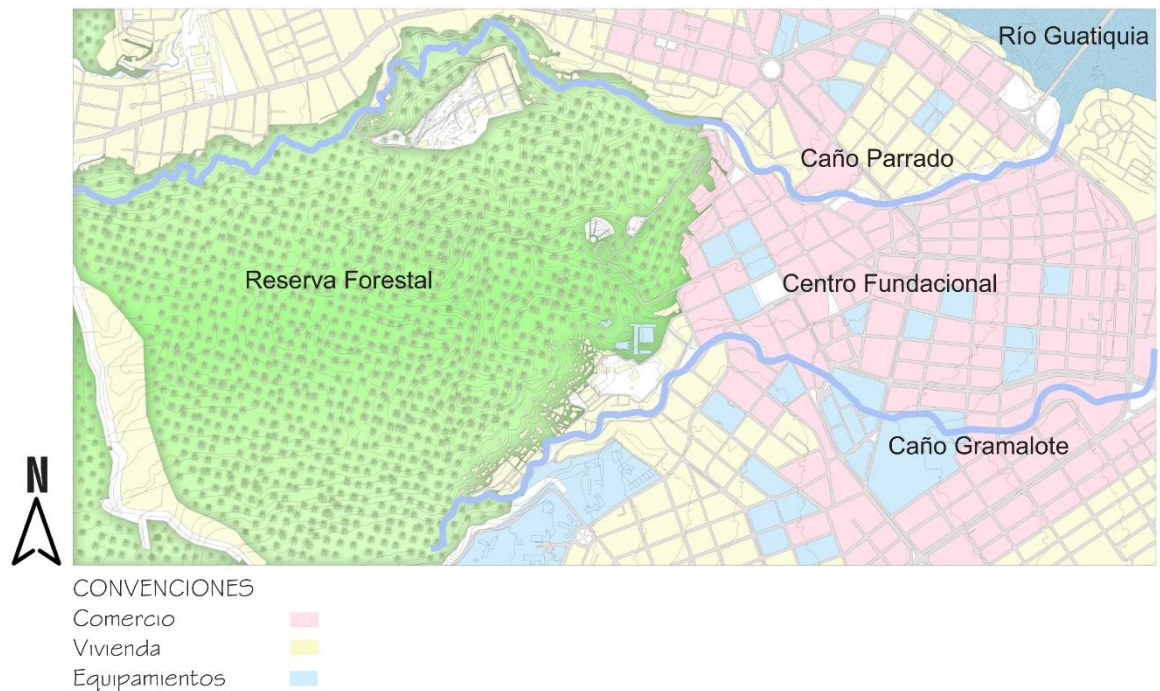 Río Guatiquia
Caño Parrado
Reserva Forestal
Centro Fundacional
Caño Gramalote
N
CONVENCIONES
Comercio
Vivienda
Equipamientos